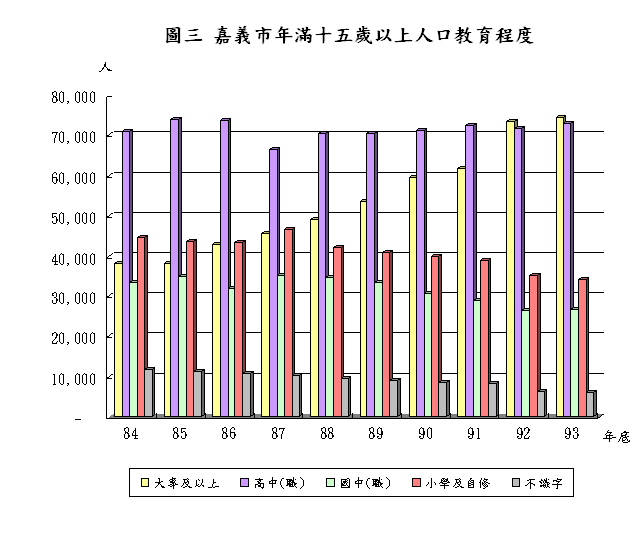 圖三 嘉義市年滿十五歲以上人口教育程度
人
80,000
70,000
60,000
50,000
40,000
30,000
20,000
10,000
-
84 85 86 87 88 89 90 91 92 93 年底
大專及以上 高中(職) 國中(職) 小學及自修 不識字